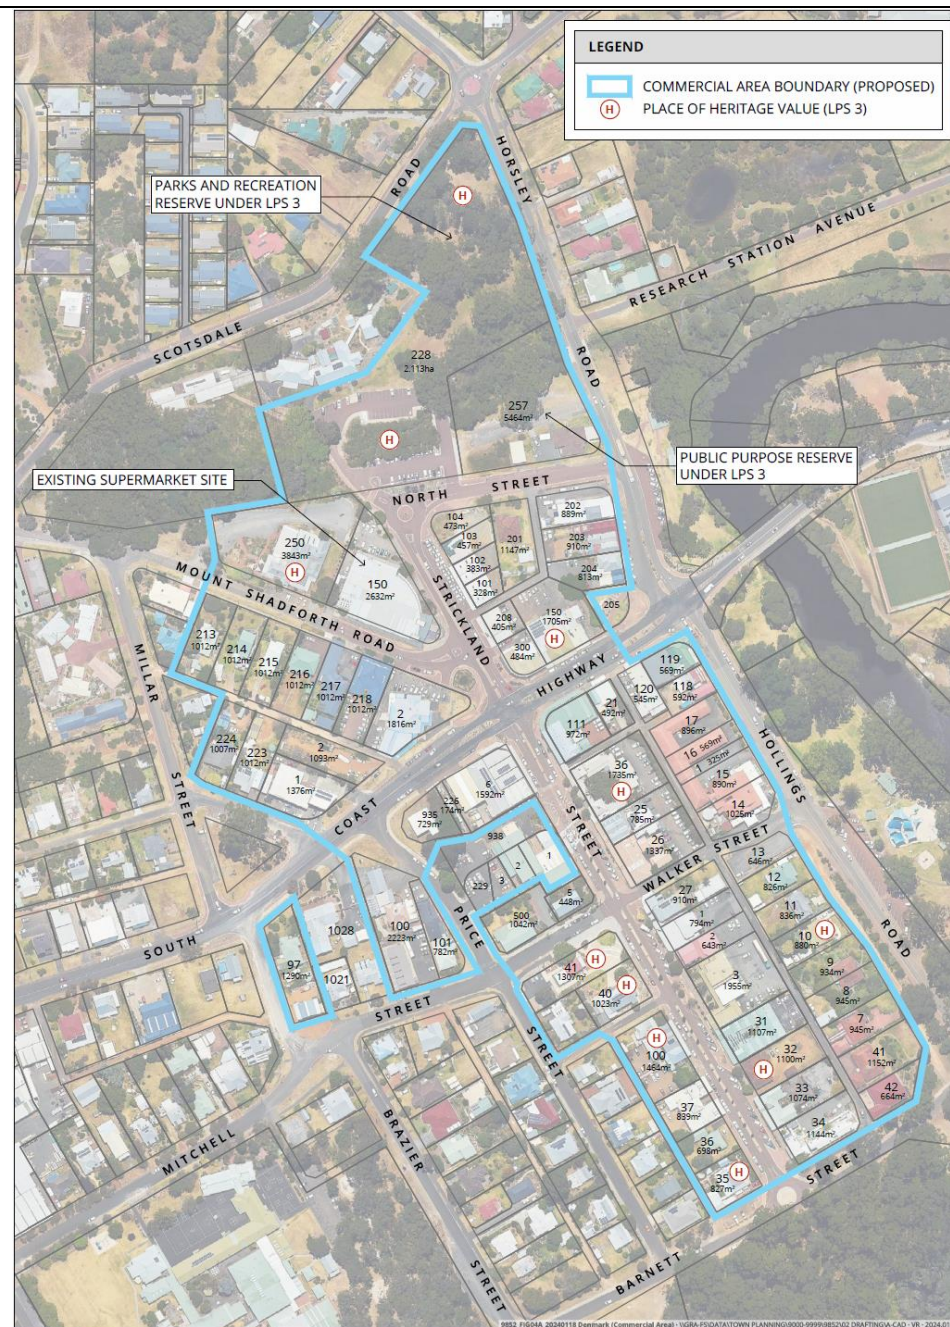 LEGEND
COMMERCIAL AREA BOUNDARY (PROPOSED)
H PLACE OF HERITAGE VALUE (LPS 3)
PARKS AND RECREATION
RESERVE UNDER LPS 3
ROAD
HORSLEY
H
RESEARCH STATION AVENUE
SCOTSDALE
ROAD
228
2.113ha
257
5464m²
H
PUBLIC PURPOSE RESERVE
UNDER LPS 3
EXISTING SUPERMARKET SITE
NORTH STREET
202
889m²
104
473m²
103
457m²
201
1147m²
203
910m²
102
383m²
204
813m²
101
328m²
250
3843m²
H
150
2632m²
MOUNT SHADFORTH ROAD
STRICKLAND
205
208
405m²
150
1705m²
H
300
484m²
213
1012m²
214
1012m²
215
1012m²
216
1012m²
217
1012m²
218
1012m²
2
1816m²
MILLAR
STREET
HIGHWAY
119
569m²
118
592m²
120
545m²
21
492m²
111
972m²
17
896m²
16 569m²
1 325m²
15
890m²
14
1025m²
HOLLINGS
ROAD
224
1007m²
223
1012m²
2
1093m²
1
1376m²
COAST
36
1735m²
H
25
785m²
26
1337m²
6
1592m²
226
174m²
935
729m²
938
1
2
3
229
5
448m²
500
1042m²
STREET
WALKER STREET
13
646m²
12
826m²
11
836m²
H
10
880m²
9
934m²
8
945m²
7
945m²
41
1152m²
42
664m²
27
910m²
1
794m²
2
643m²
3
1955m²
31
1107m²
32
1100m²
H
33
1074m²
34
1144m²
SOUTH
97
1290m²
1028
1021
100
2223m²
101
782m²
PRICE
STREET
STREET
41
1307m²
H
40
1023m²
H
H
100
1464m²
37
839m²
36
698m²
35
827m²
H
MITCHELL
BRAZIER
STREET
BARNETT
STREET